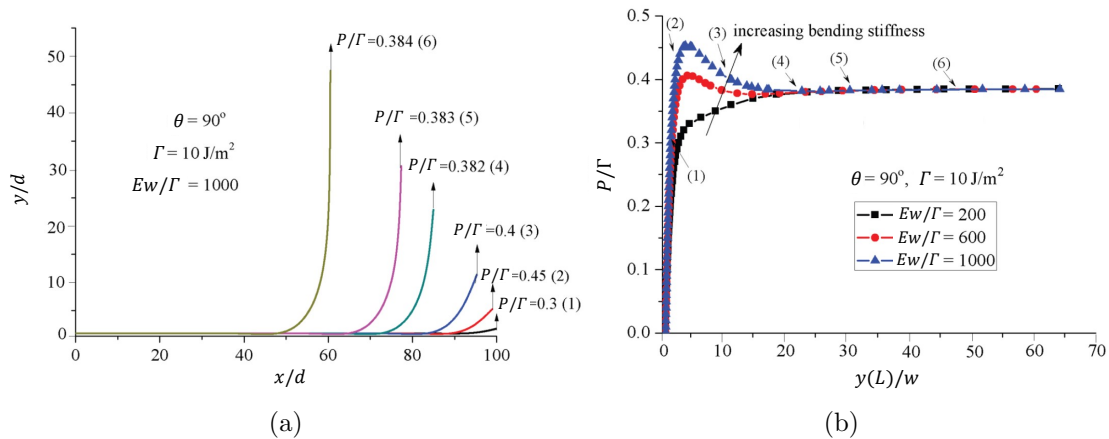 50
40
30
20
10
0
y/d
0
20
40
60
80
100
x/d
θ = 90°
Γ = 10 J/m²
Ew/Γ = 1000
P/Γ=0.384 (6)
P/Γ=0.383 (5)
P/Γ=0.382 (4)
P/Γ=0.4 (3)
P/Γ=0.45 (2)
P/Γ=0.3 (1)
(a)
0.5
0.4
0.3
0.2
0.1
0.0
P/Γ
0
10
20
30
40
50
60
70
y(L)/w
(2)
increasing bending stiffness
(3)
(4)
(5)
(6)
(1)
θ = 90°, Γ = 10 J/m²
Ew/Γ = 200
Ew/Γ = 600
Ew/Γ = 1000
(b)